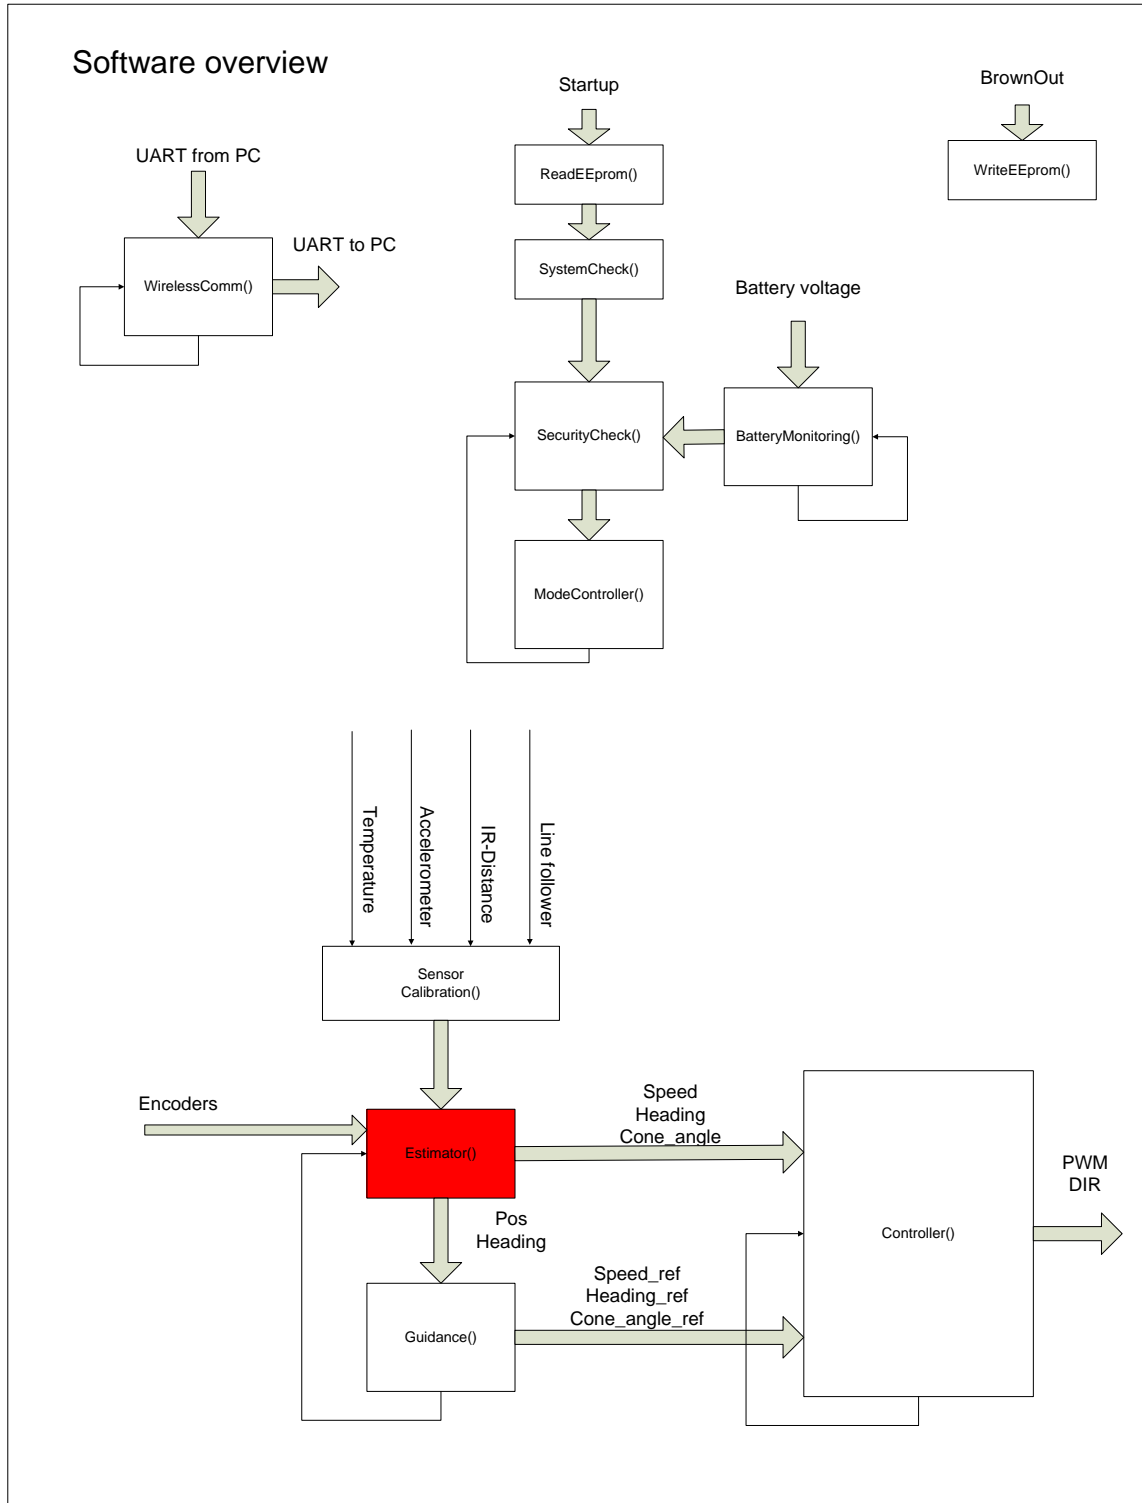 Software overview
Startup
BrownOut
UART from PC
ReadEEprom()
WriteEEprom()
UART to PC
SystemCheck()
WirelessComm()
Battery voltage
SecurityCheck()
BatteryMonitoring()
ModeController()
Temperature
Accelerometer
IR-Distance
Line follower
Sensor
Calibration()
Encoders
Estimator()
Speed
Heading
Cone_angle
PWM
DIR
Pos
Heading
Controller()
Speed_ref
Heading_ref
Cone_angle_ref
Guidance()